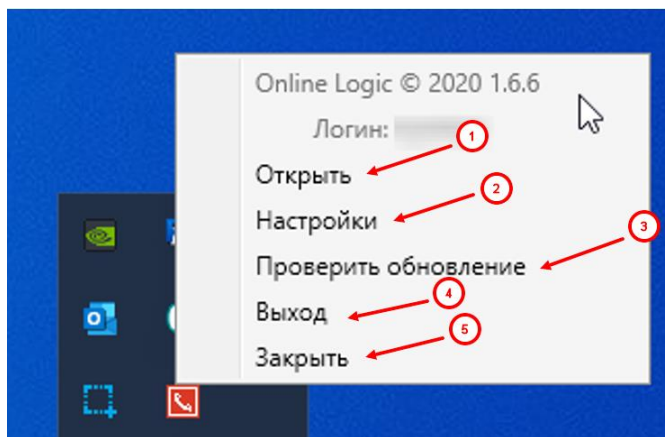 Online Logic © 2020 1.6.6
Логин:
1
Открыть
2
Настройки
3
Проверить обновление
4
Выход
5
Закрыть